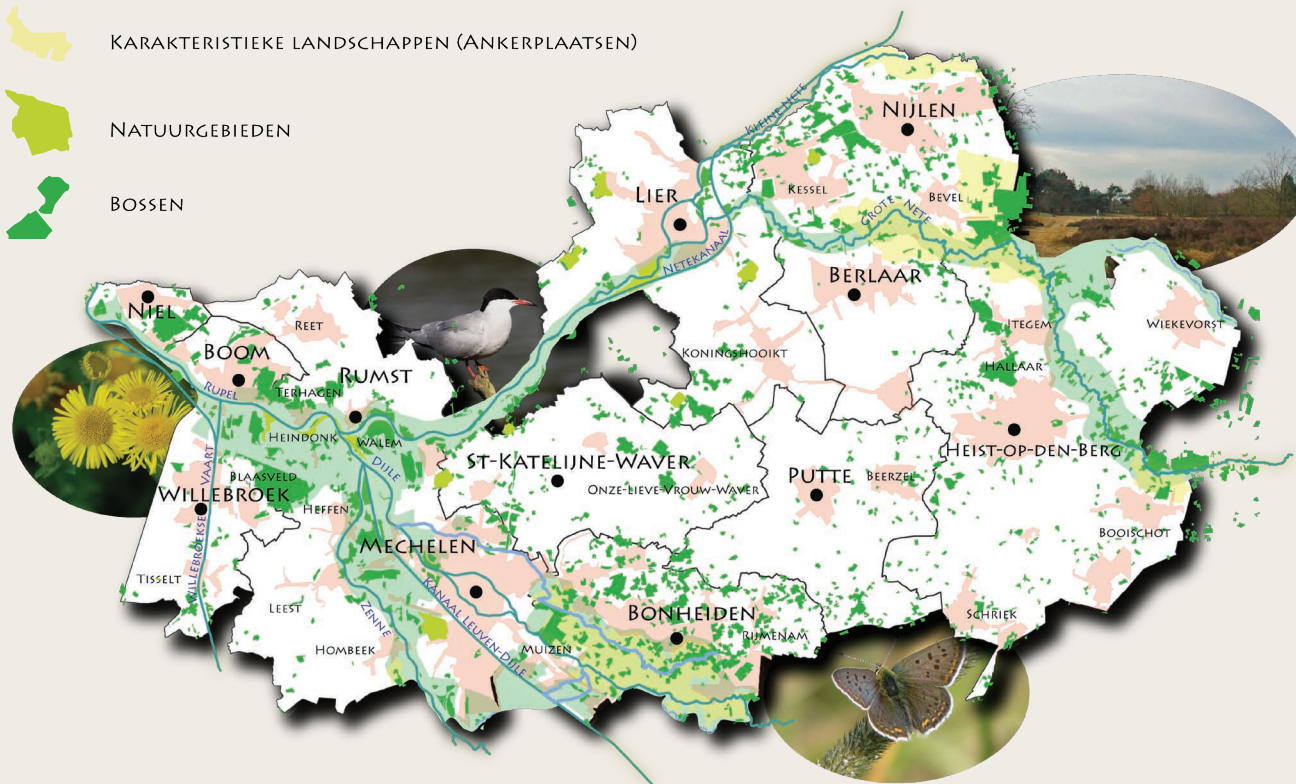 Karakteristieke landschappen (Ankerplaatsen)
Natuurgebieden
Bossen
Kleine Nete
Nijlen
Kessel
Lier
Bevel
Grote Nete
Netekanaal
Berlaar
Niel
Reet
Itegem
Wiekevorst
Boom
Koningshooikt
Rumst
Hallaar
Rupel
Terhagen
Heindonk
Walem
Heist-op-den-Berg
Dijle
St-Katelijne-Waver
Blaasveld
Putte
Beerzel
Onze-Lieve-Vrouw-Waver
Willebroek
Willebroekse Vaart
Heffen
Booischot
Mechelen
Tisselt
Kanaal Leuven-Dijle
Leest
Zenne
Bonheiden
Schriek
Rijmenam
Hombeek
Muizen